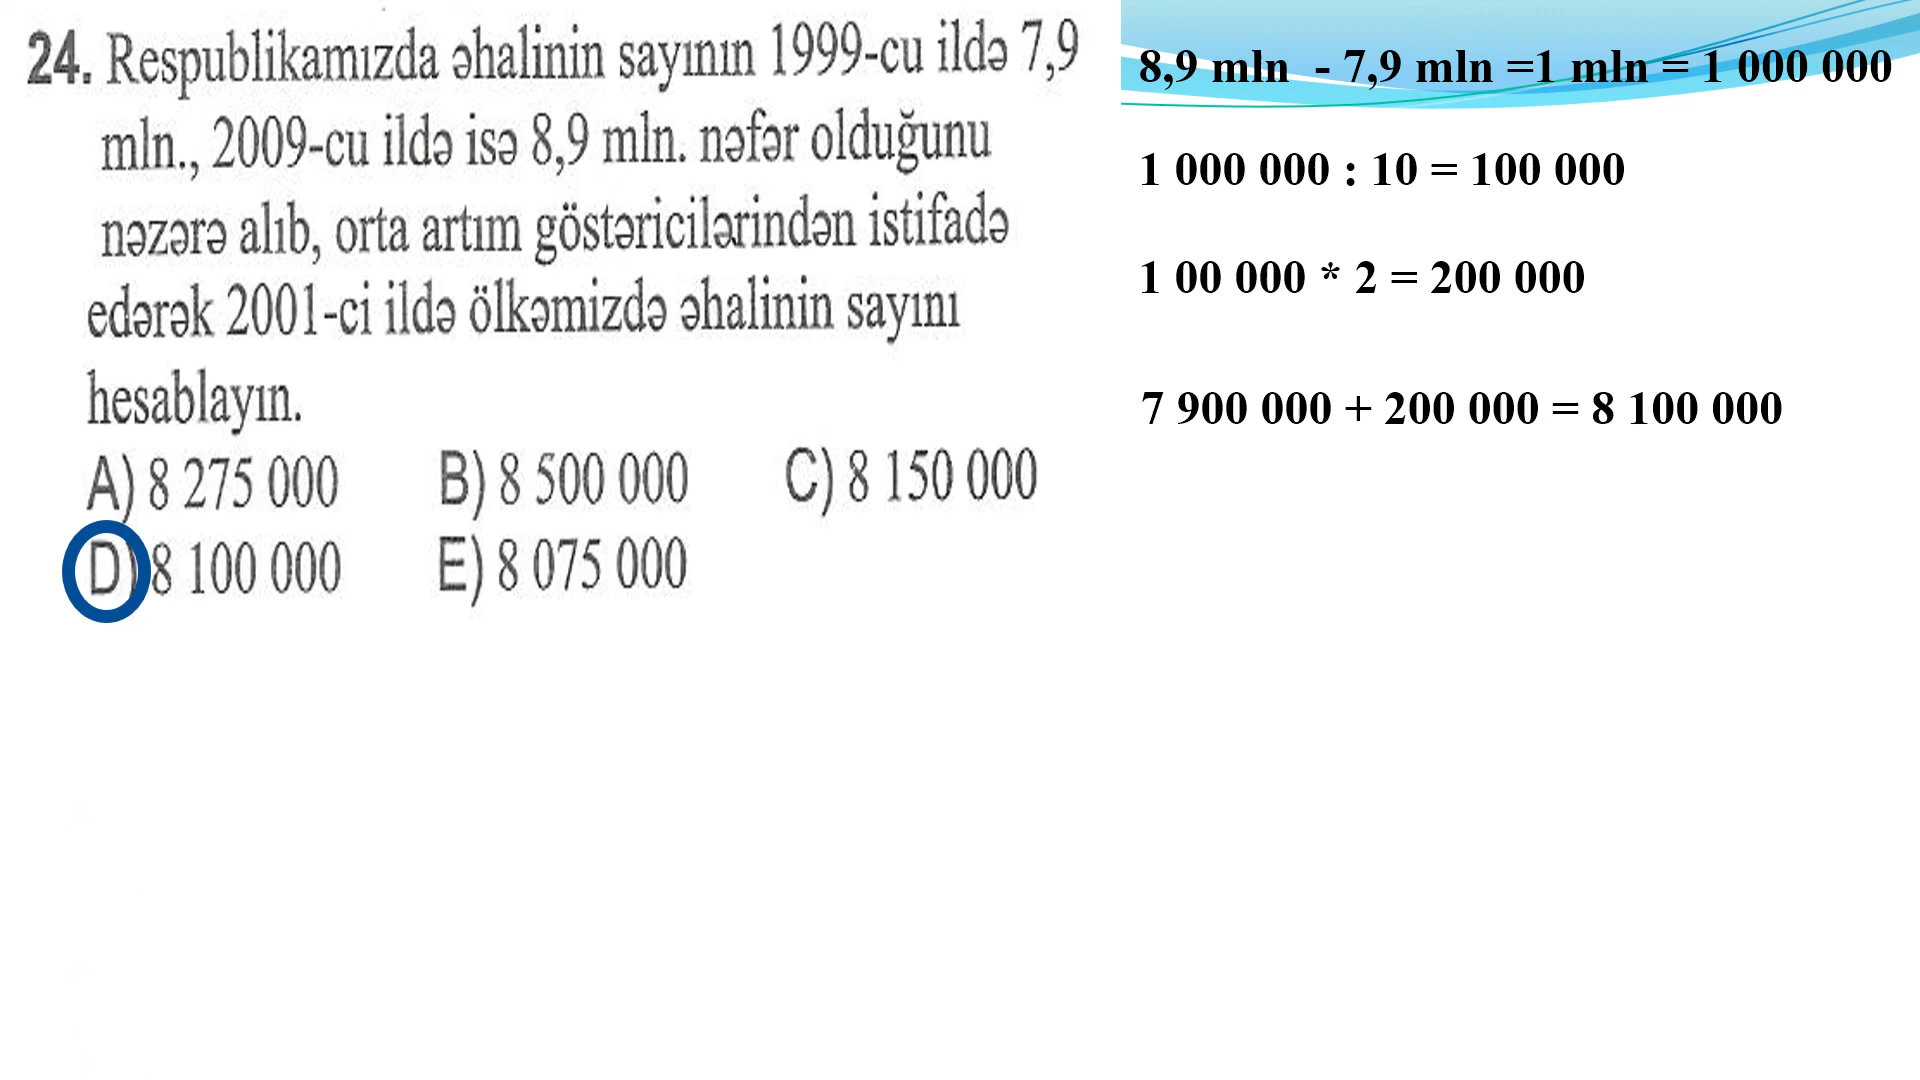 24. Respublikamızda əhalinin sayının 1999-cu ildə 7,9
mln., 2009-cu ildə isə 8,9 mln. nəfər olduğunu
nəzərə alıb, orta artım göstəricilərindən istifadə
edərək 2001-ci ildə ölkəmizdə əhalinin sayını
hesablayın.
A) 8 275 000 B) 8 500 000 C) 8 150 000
D) 8 100 000 E) 8 075 000
8,9 mln - 7,9 mln =1 mln = 1 000 000
1 000 000 : 10 = 100 000
1 00 000 * 2 = 200 000
7 900 000 + 200 000 = 8 100 000